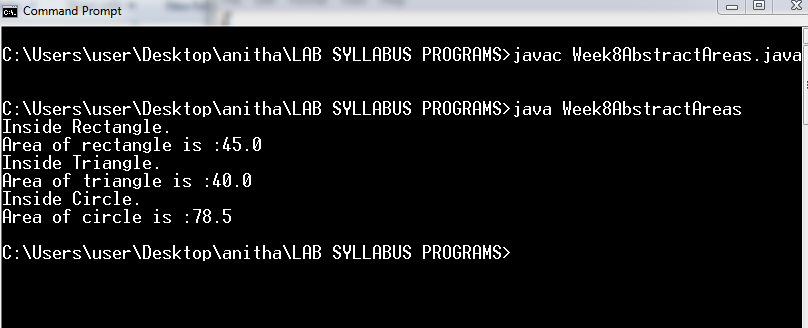 Command Prompt
C:\Users\user\Desktop\anitha\LAB SYLLABUS PROGRAMS>javac Week8AbstractAreas.java
C:\Users\user\Desktop\anitha\LAB SYLLABUS PROGRAMS>java Week8AbstractAreas
Inside Rectangle.
Area of rectangle is :45.0
Inside Triangle.
Area of triangle is :40.0
Inside Circle.
Area of circle is :78.5
C:\Users\user\Desktop\anitha\LAB SYLLABUS PROGRAMS>